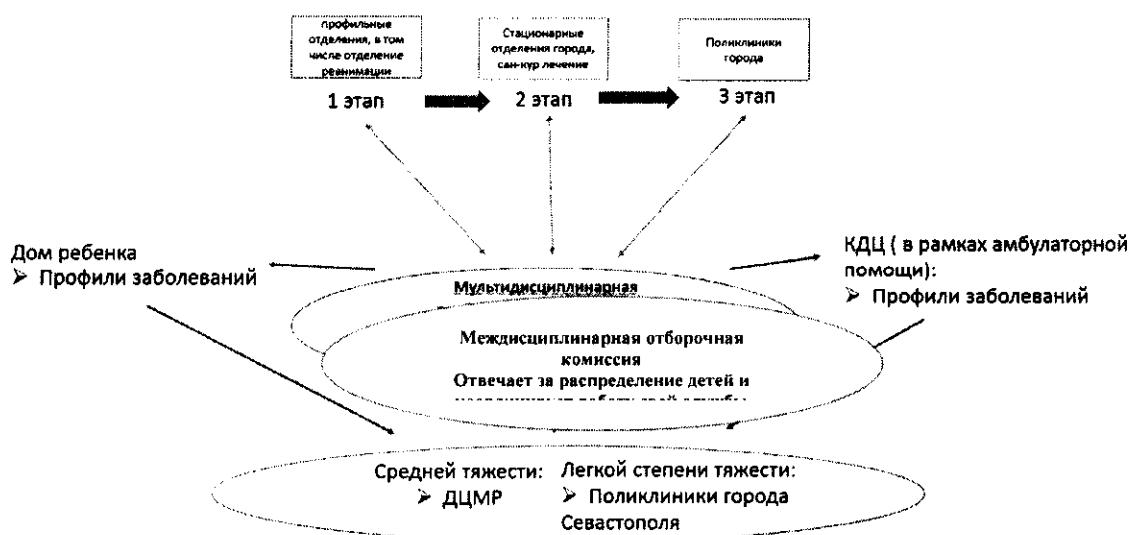 профильные
отделения, в том
числе отделение
реанимации
Стационарные
отделения города,
сан-кур лечение
Поликлиники
города
1 этап
2 этап
3 этап
Дом ребенка
➢ Профили заболеваний
КДЦ ( в рамках амбулаторной
помощи):
➢ Профили заболеваний
Мультидисциплинарная
Междисциплинарная отборочная
комиссия
Отвечает за распределение детей и
Средней тяжести:
➢ ДЦМР
Легкой степени тяжести:
➢ Поликлиники города
Севастополя